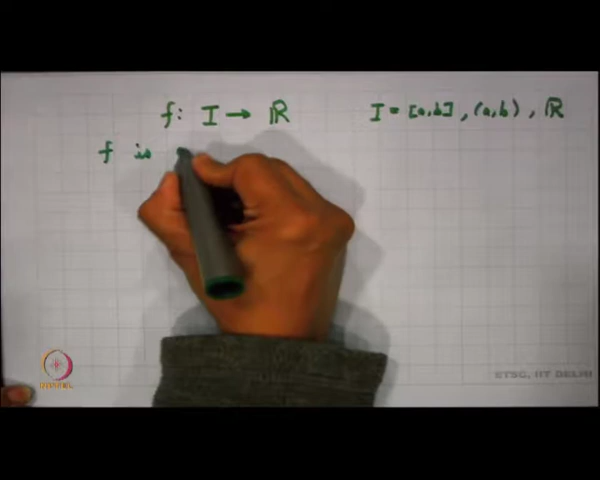 f: I → ℝ I = [a,b], (a,b), ℝ
f is
ETSC, IIT DELHI